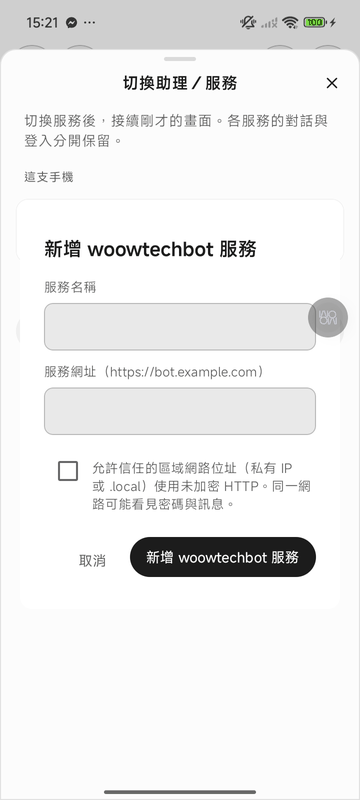 15:21
100
切換助理／服務
切換服務後，接續剛才的畫面。各服務的對話與
登入分開保留。
這支手機
新增 woowtechbot 服務
服務名稱
服務網址（https://bot.example.com）
允許信任的區域網路位址（私有 IP
或 .local）使用未加密 HTTP。同一網
路可能看見密碼與訊息。
取消
新增 woowtechbot 服務